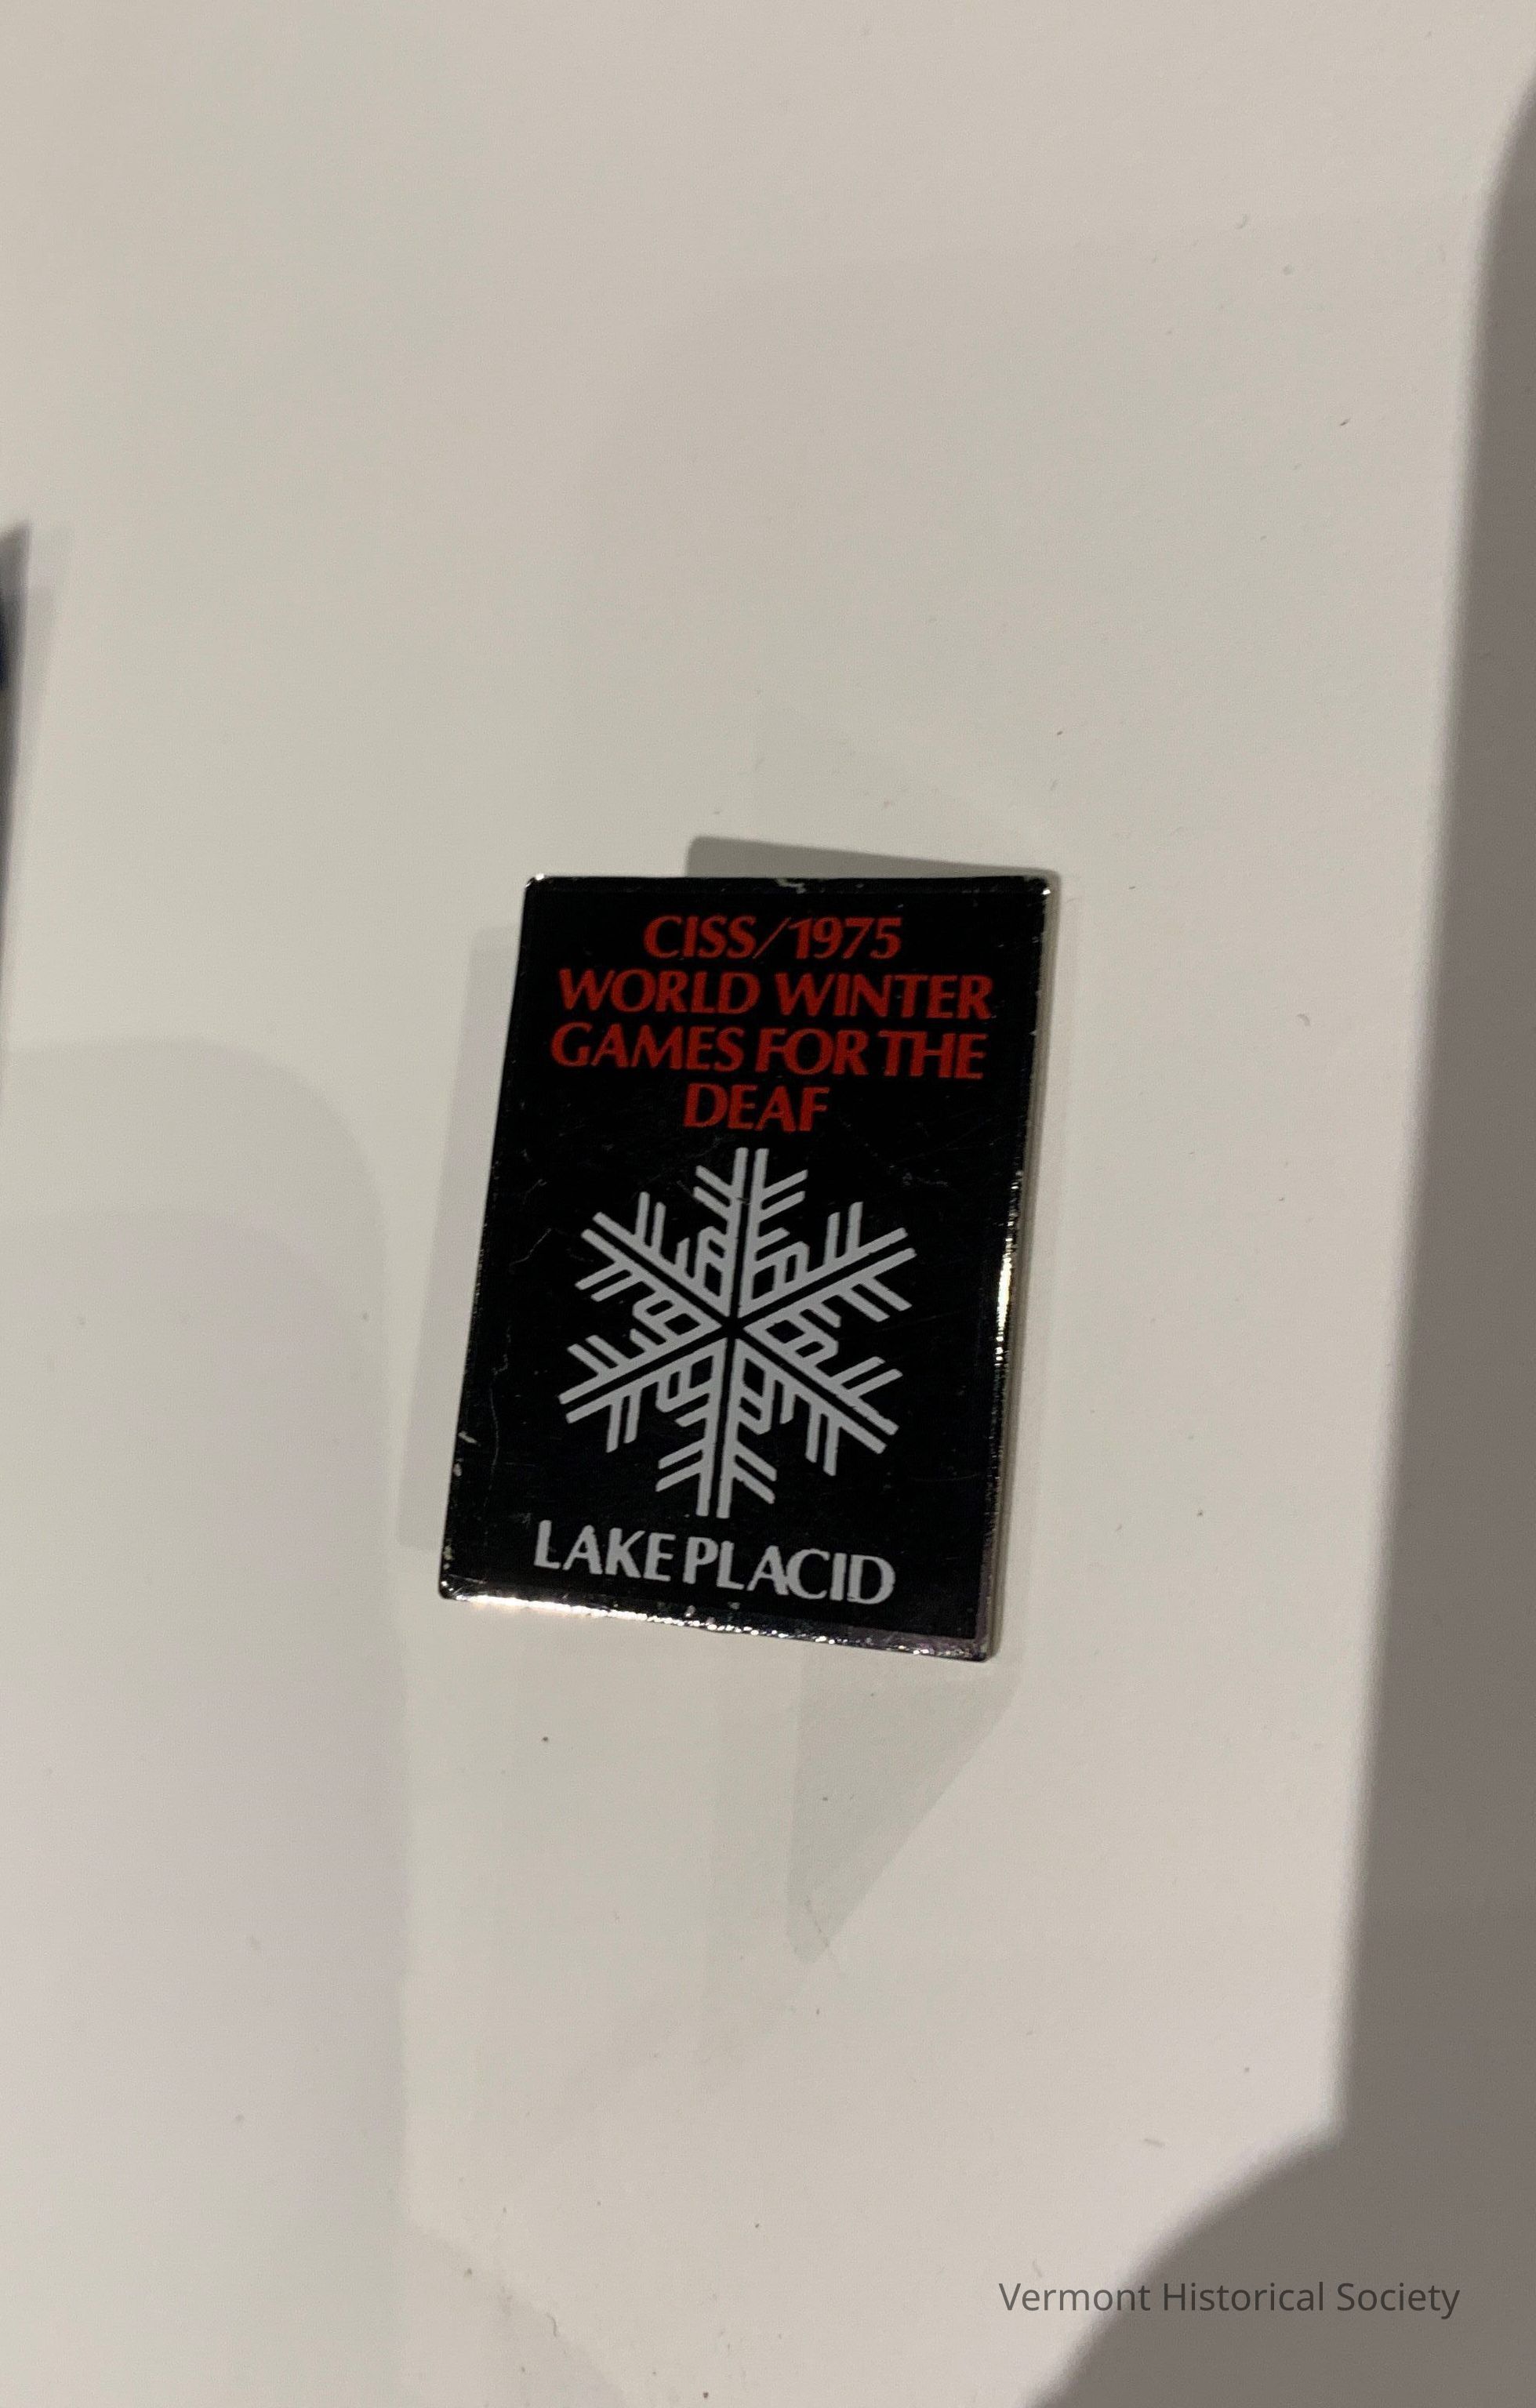 CISS/1975
WORLD WINTER
GAMES FOR THE
DEAF
LAKE PLACID
Vermont Historical Society